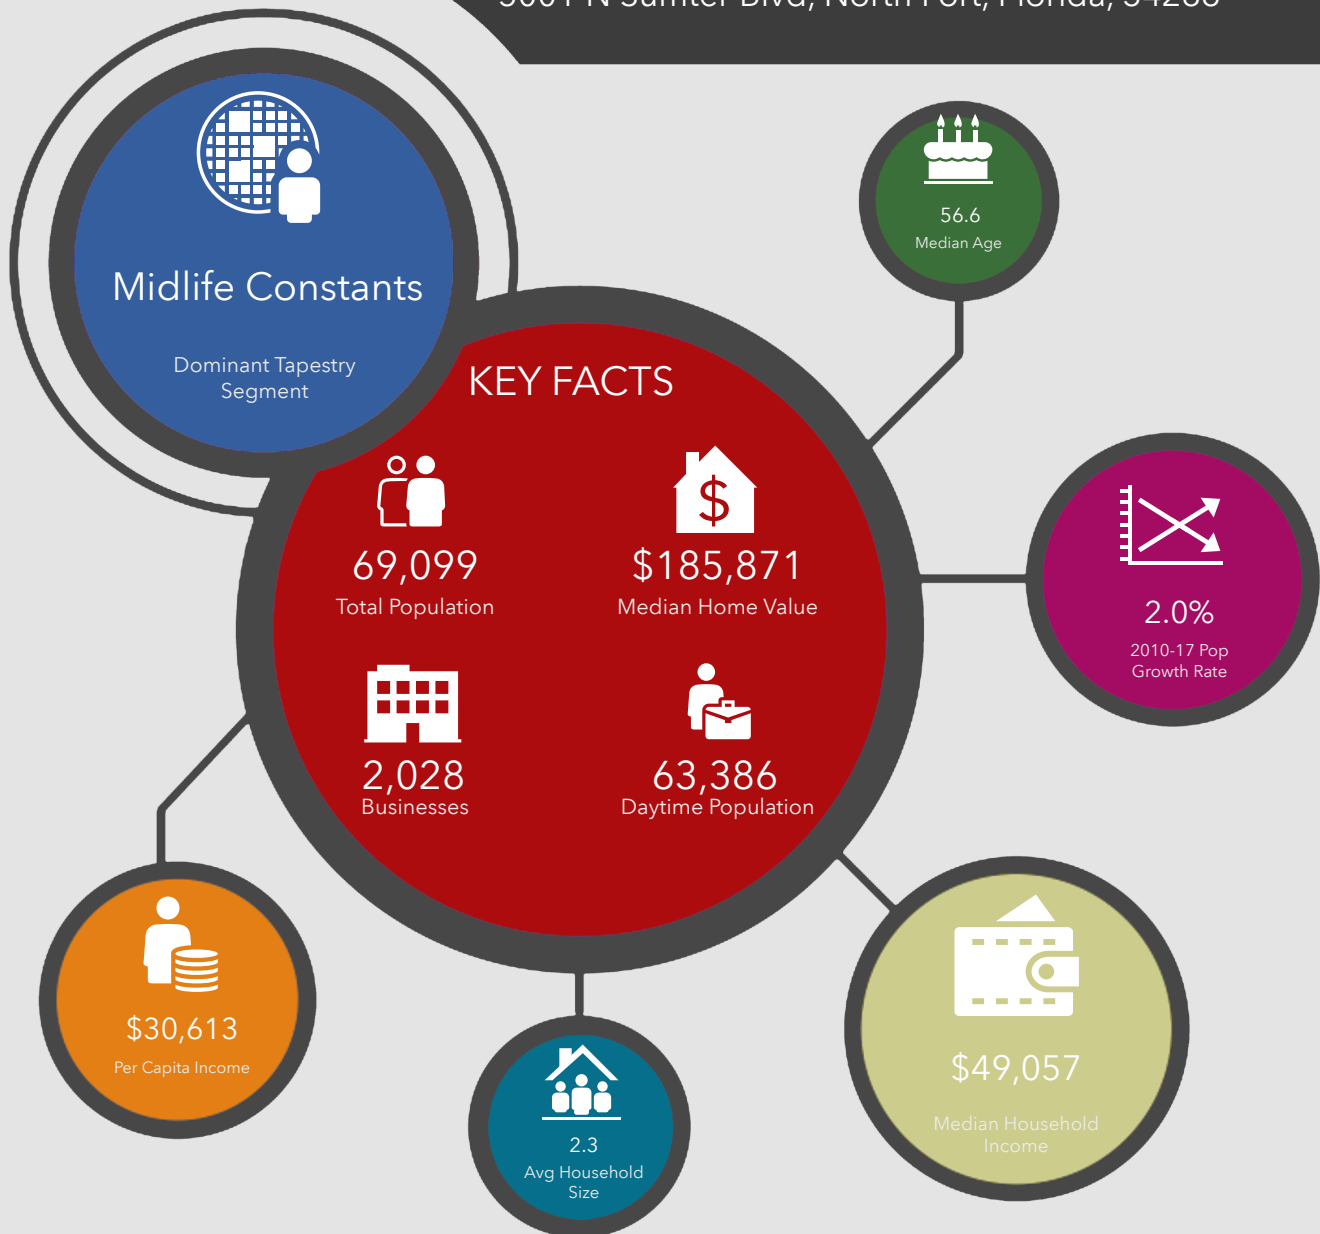 Midlife Constants
Dominant Tapestry
Segment
56.6
Median Age
KEY FACTS
69,099
Total Population
$185,871
Median Home Value
2,028
Businesses
63,386
Daytime Population
2.0%
2010-17 Pop
Growth Rate
$30,613
Per Capita Income
2.3
Avg Household
Size
$49,057
Median Household
Income